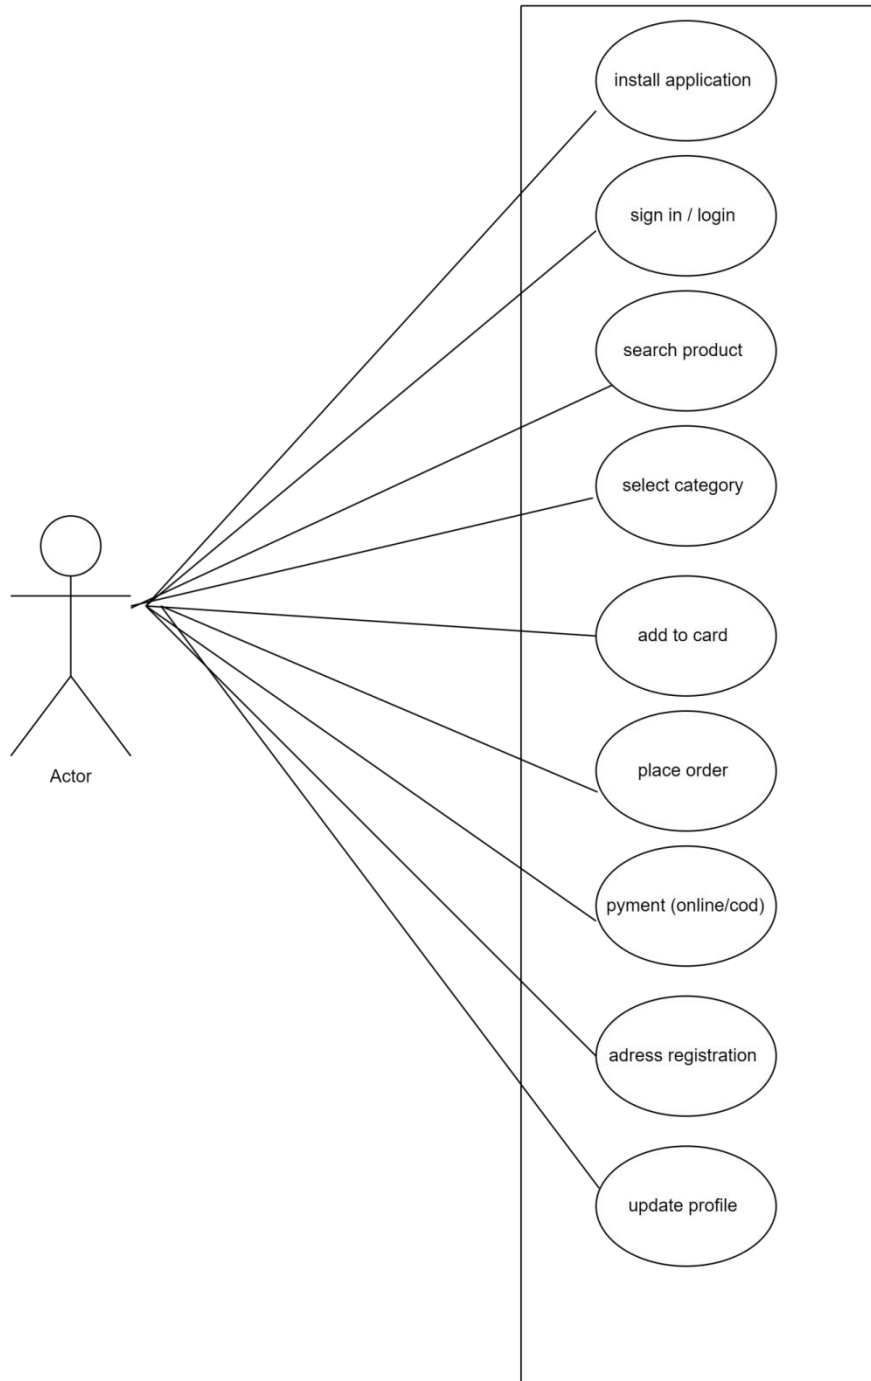 install application
sign in / login
search product
select category
add to card
Actor
place order
pyment (online/cod)
adress registration
update profile